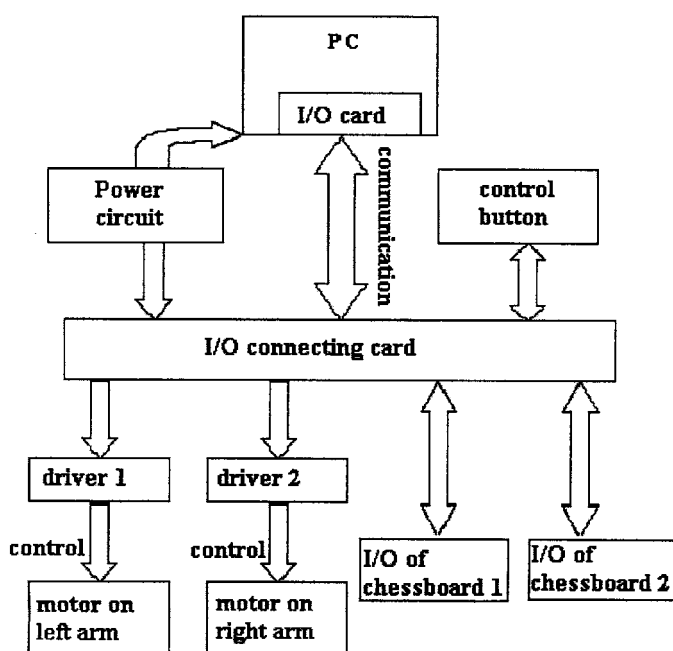 PC
I/O card
communication
Power
circuit
control
button
I/O connecting card
driver 1
driver 2
control
control
I/O of
chessboard 1
I/O of
chessboard 2
motor on
left arm
motor on
right arm